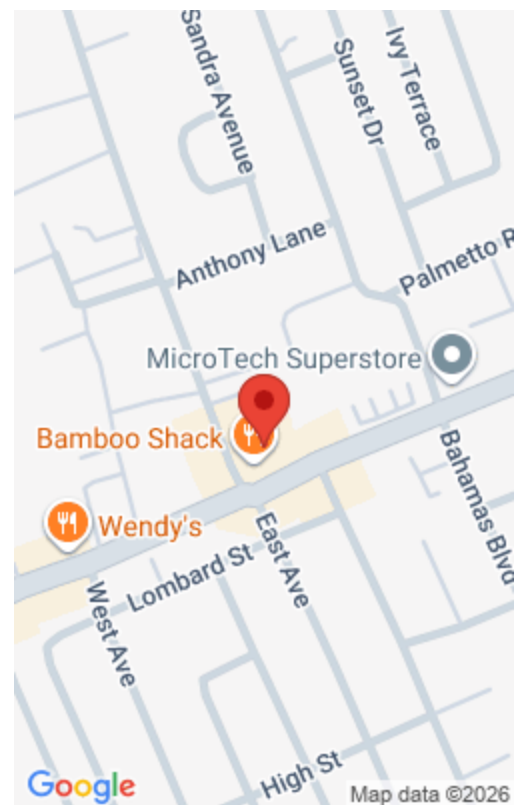 Sandra Avenue
Sunset Dr
Ivy Terrace
Anthony Lane
Palmetto R
MicroTech Superstore
Bamboo Shack
Bahamas Blvd
Wendy's
Lombard St
East Ave
West Ave
High St
Google
Map data ©2026